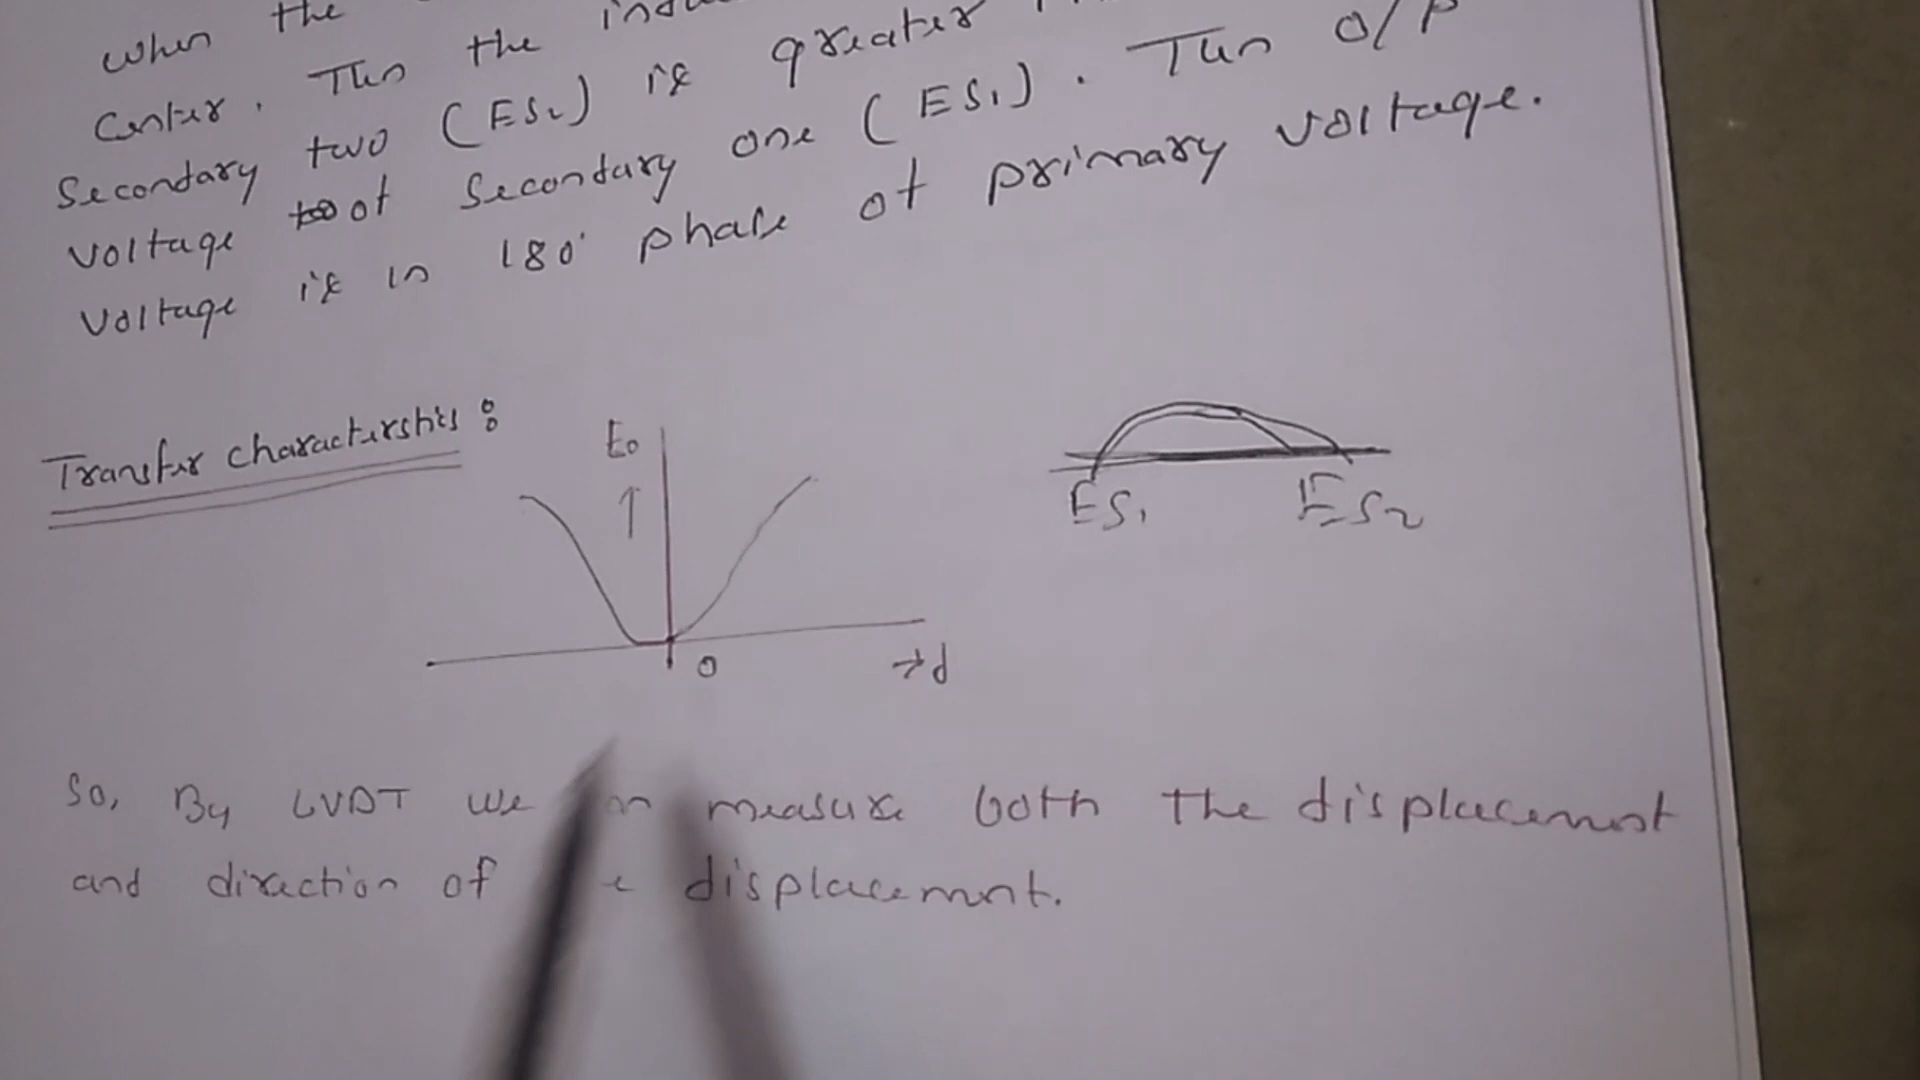 when the
Center. Then the
Secondary two (ES2) is greater
voltage of Secondary one (ES1). Then O/P
voltage is in 180° phase of primary voltage.
Transfer characterstics :
Eo
↑
0
→d
ES1
ES2
So, By LVDT we measure both the displacement
and direction of displacement.